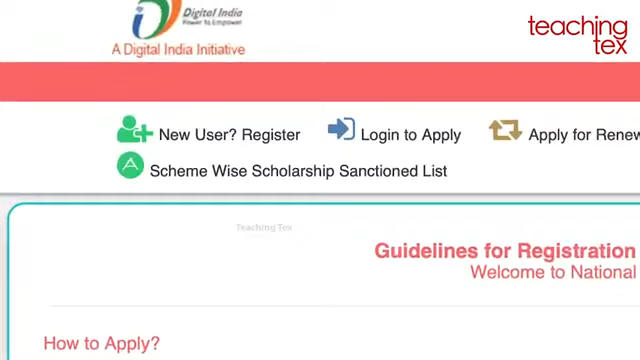 Digital India
Power To Empower
A Digital India Initiative
teaching
tex
New User? Register
Login to Apply
Apply for Renew
Scheme Wise Scholarship Sanctioned List
Teaching Tex
Guidelines for Registration
Welcome to National
How to Apply?